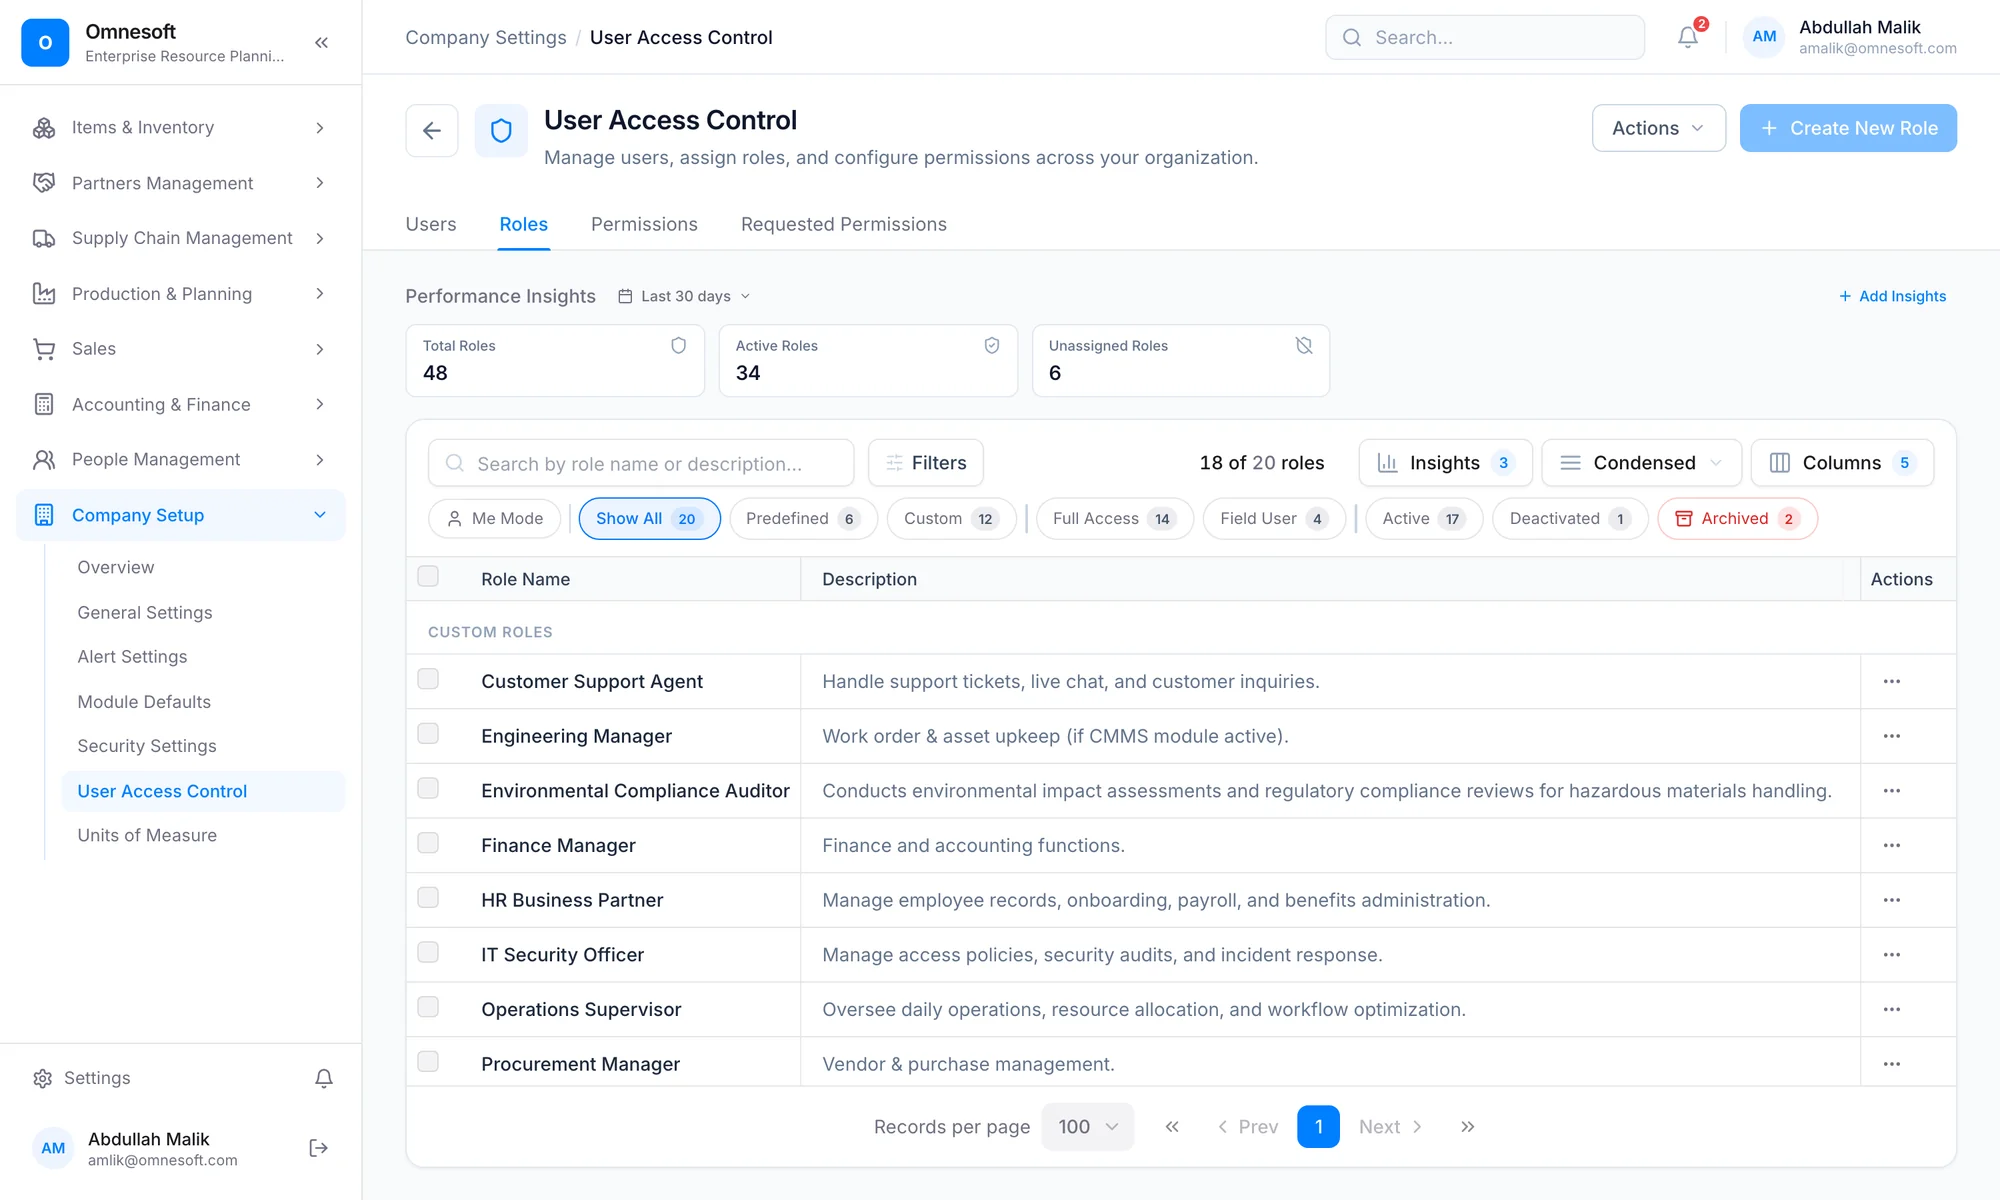 O
Omnesoft
Enterprise Resource Planni...
Items & Inventory
Partners Management
Supply Chain Management
Production & Planning
Sales
Accounting & Finance
People Management
Company Setup
Overview
General Settings
Alert Settings
Module Defaults
Security Settings
User Access Control
Units of Measure
Settings
AM
Abdullah Malik
amlik@omnesoft.com
Company Settings / User Access Control
Search...
2
AM
Abdullah Malik
amalik@omnesoft.com
User Access Control
Manage users, assign roles, and configure permissions across your organization.
Actions
+ Create New Role
Users Roles Permissions Requested Permissions
Performance Insights Last 30 days
+ Add Insights
Total Roles
48
Active Roles
34
Unassigned Roles
6
Search by role name or description...
Filters
18 of 20 roles
Insights 3
Condensed
Columns 5
Me Mode
Show All 20
Predefined 6
Custom 12
Full Access 14
Field User 4
Active 17
Deactivated 1
Archived 2
Role Name Description Actions
CUSTOM ROLES
Customer Support Agent Handle support tickets, live chat, and customer inquiries.
Engineering Manager Work order & asset upkeep (if CMMS module active).
Environmental Compliance Auditor Conducts environmental impact assessments and regulatory compliance reviews for hazardous materials handling.
Finance Manager Finance and accounting functions.
HR Business Partner Manage employee records, onboarding, payroll, and benefits administration.
IT Security Officer Manage access policies, security audits, and incident response.
Operations Supervisor Oversee daily operations, resource allocation, and workflow optimization.
Procurement Manager Vendor & purchase management.
Records per page 100 Prev 1 Next